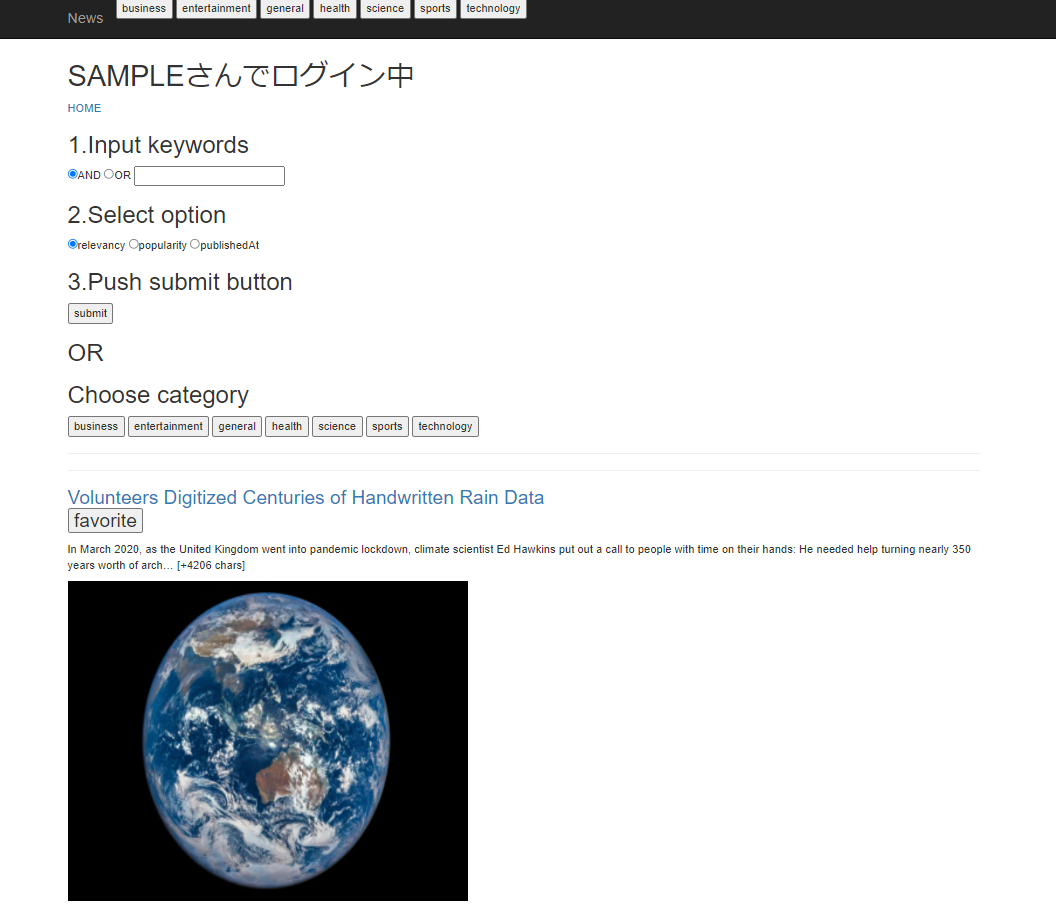 News business entertainment general health science sports technology
SAMPLEさんでログイン中
HOME
1.Input keywords
AND OR
2.Select option
relevancy popularity publishedAt
3.Push submit button
submit
OR
Choose category
business entertainment general health science sports technology
Volunteers Digitized Centuries of Handwritten Rain Data
favorite
In March 2020, as the United Kingdom went into pandemic lockdown, climate scientist Ed Hawkins put out a call to people with time on their hands: He needed help turning nearly 350
years worth of arch… [+4206 chars]